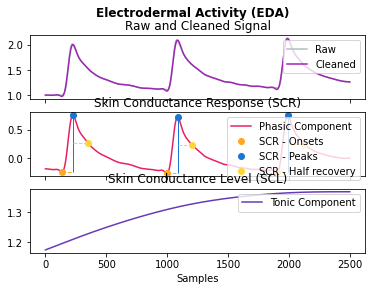 Electrodermal Activity (EDA)
Raw and Cleaned Signal
2.0
1.5
1.0
Raw
Cleaned
Skin Conductance Response (SCR)
0.5
0.0
Phasic Component
SCR - Onsets
SCR - Peaks
SCR - Half recovery
Skin Conductance Level (SCL)
1.3
1.2
Tonic Component
0 500 1000 1500 2000 2500
Samples